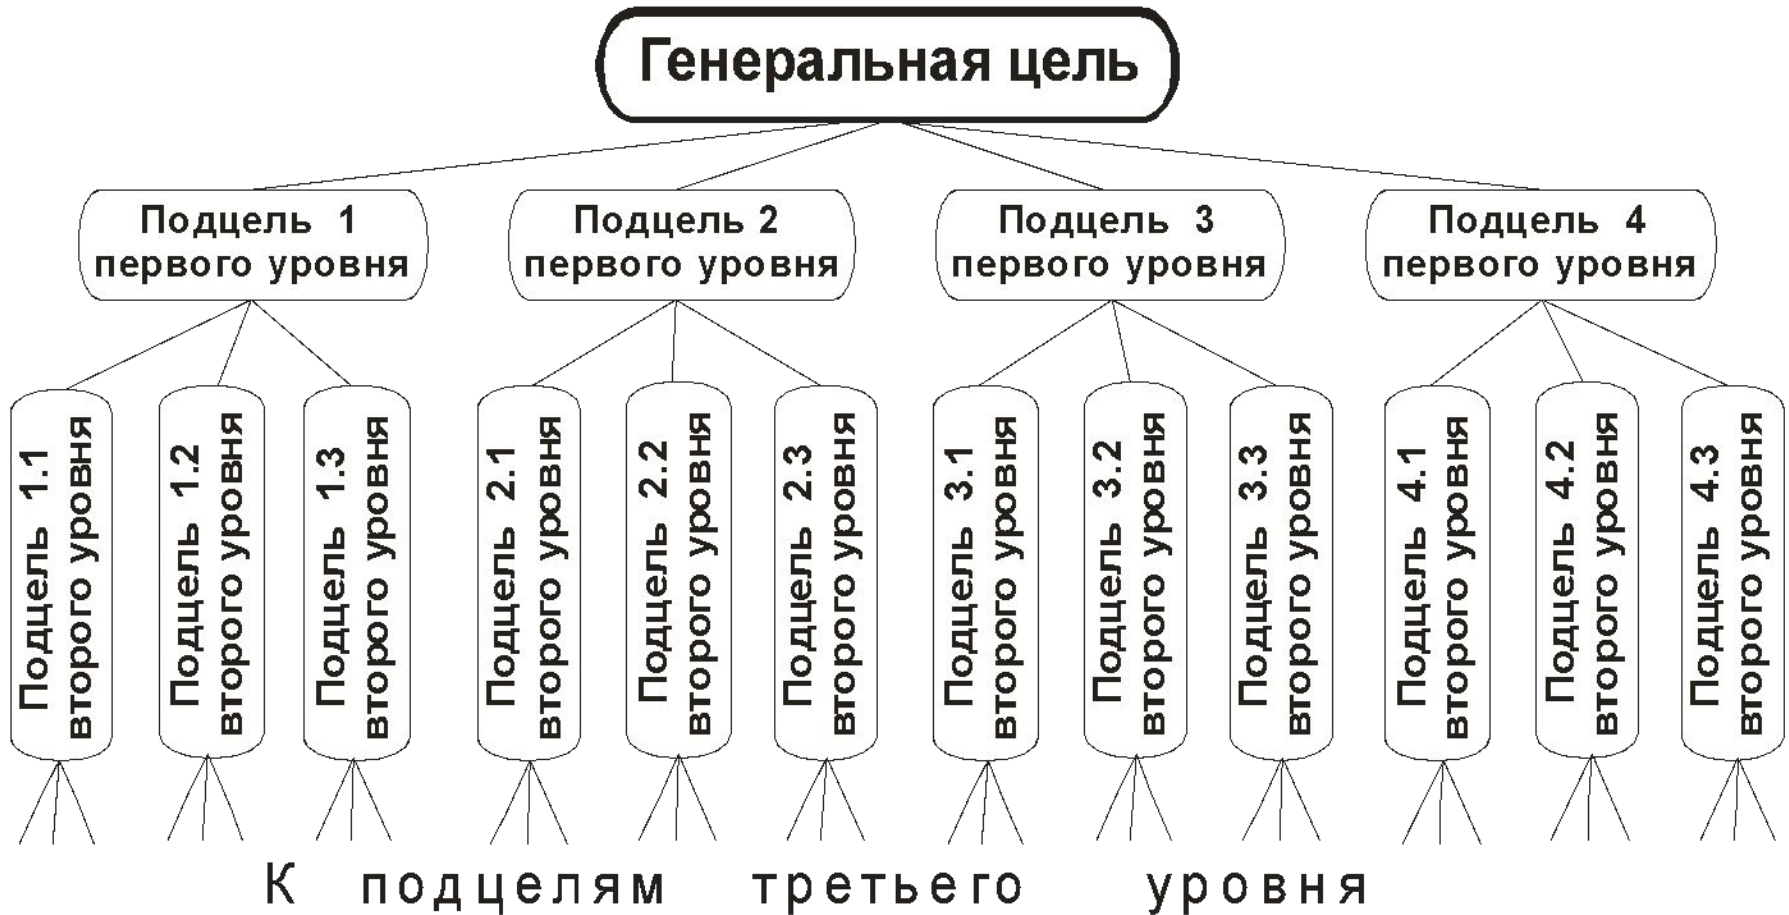 Генеральная цель
Подцель 1
первого уровня
Подцель 2
первого уровня
Подцель 3
первого уровня
Подцель 4
первого уровня
Подцель 1.1
второго уровня
Подцель 1.2
второго уровня
Подцель 1.3
второго уровня
Подцель 2.1
второго уровня
Подцель 2.2
второго уровня
Подцель 2.3
второго уровня
Подцель 3.1
второго уровня
Подцель 3.2
второго уровня
Подцель 3.3
второго уровня
Подцель 4.1
второго уровня
Подцель 4.2
второго уровня
Подцель 4.3
второго уровня
К подцелям третьего уровня